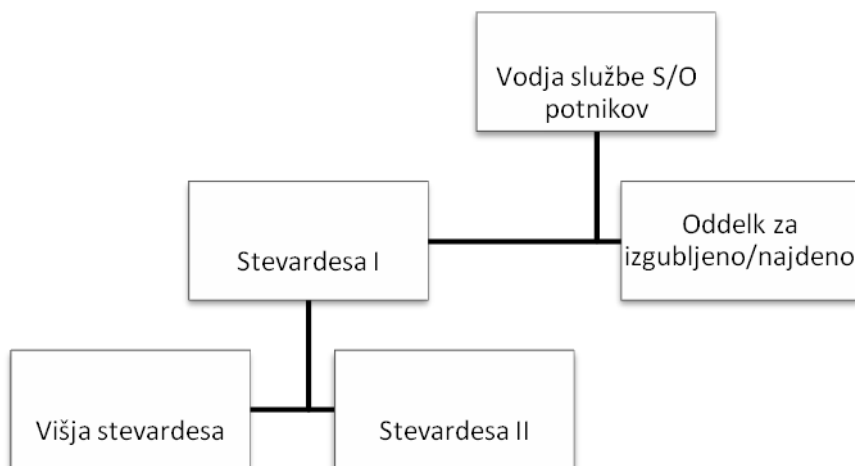 Vodja službe S/O
potnikov
Stevardesa I
Oddelk za
izgubljeno/najdeno
Višja stevardesa
Stevardesa II